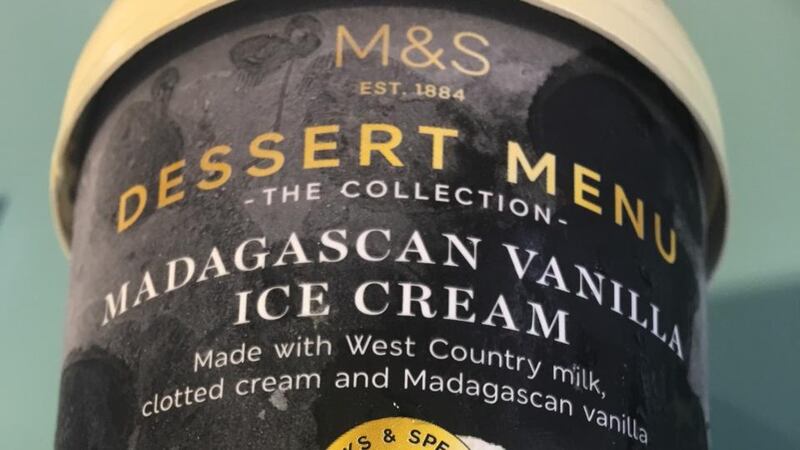 M&S
EST. 1884
DESSERT MENU
- THE COLLECTION -
MADAGASCAN VANILLA
ICE CREAM
Made with West Country milk,
clotted cream and Madagascan vanilla
&